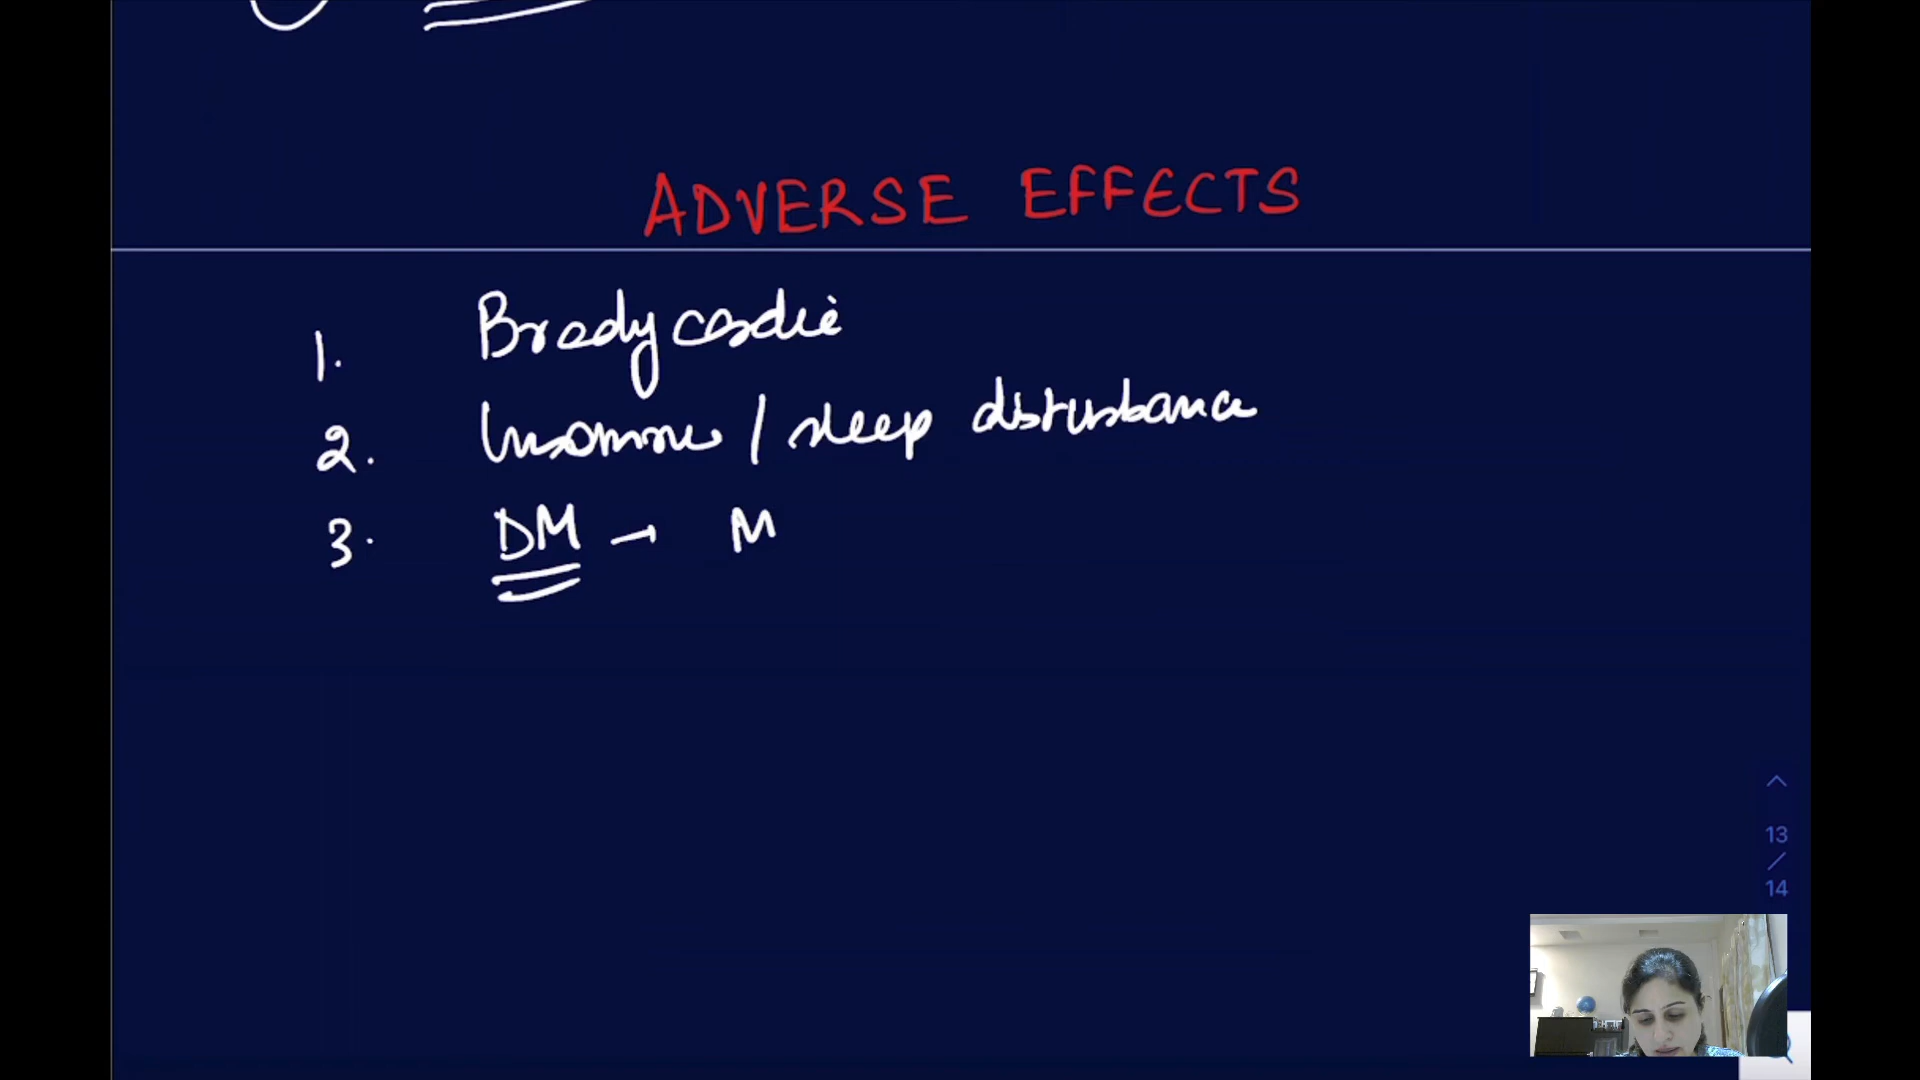 ADVERSE EFFECTS
1. Bradycardia
2. Insomnia / sleep disturbance
3. DM → M
13
/
14